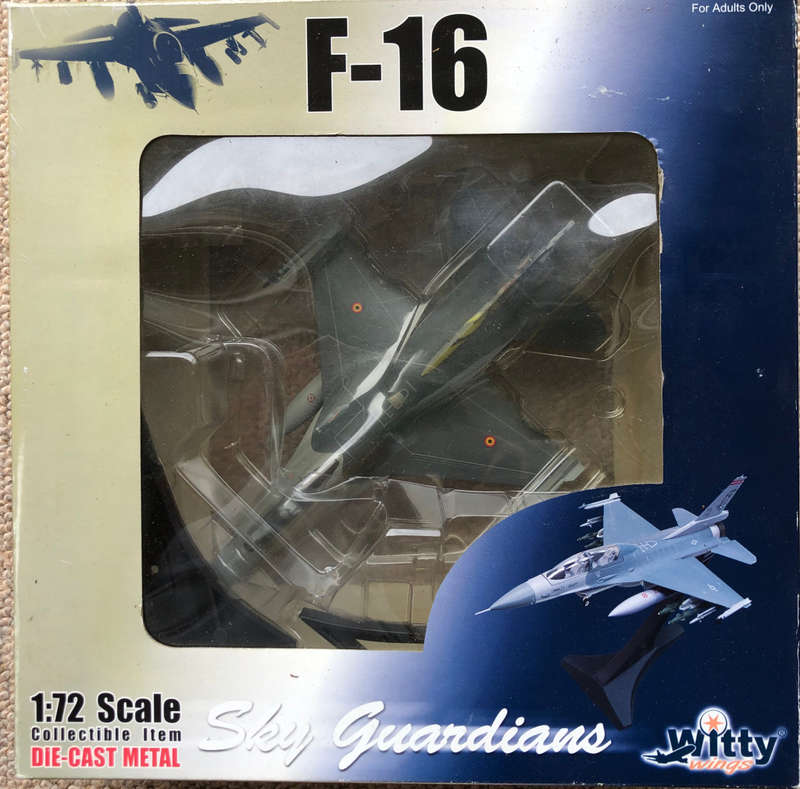 For Adults Only
F-16
1:72 Scale
Collectible Item
DIE-CAST METAL
Sky Guardians
Witty®
wings